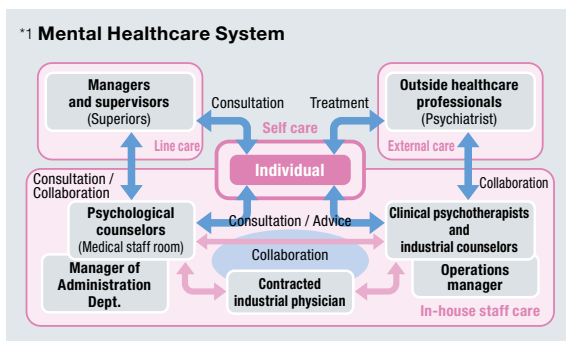 *1 Mental Healthcare System
Managers
and supervisors
(Superiors)
Line care
Consultation
Treatment
Self care
Individual
Outside healthcare
professionals
(Psychiatrist)
External care
Consultation /
Collaboration
Collaboration
Psychological
counselors
(Medical staff room)
Consultation / Advice
Clinical psychotherapists
and
industrial counselors
Collaboration
Manager of
Administration
Dept.
Contracted
industrial physician
Operations
manager
In-house staff care